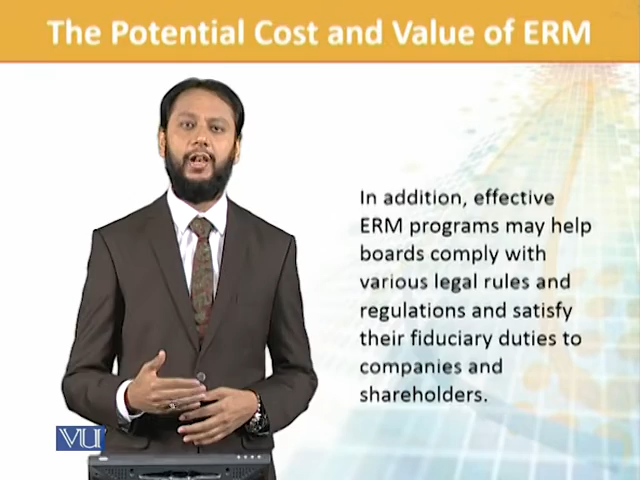 The Potential Cost and Value of ERM
In addition, effective
ERM programs may help
boards comply with
various legal rules and
regulations and satisfy
their fiduciary duties to
companies and
shareholders.
VU